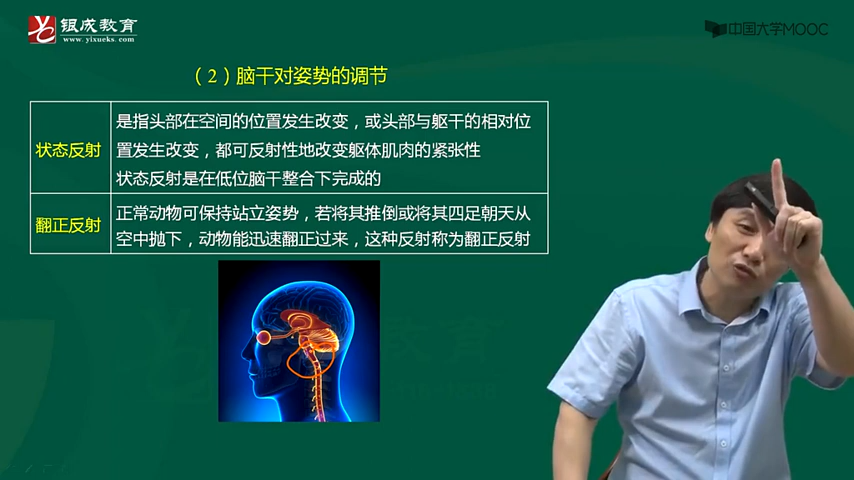 银成教育
www.yixueks.com
中国大学MOOC
（2）脑干对姿势的调节
状态反射
是指头部在空间的位置发生改变，或头部与躯干的相对位
置发生改变，都可反射性地改变躯体肌肉的紧张性
状态反射是在低位脑干整合下完成的
翻正反射
正常动物可保持站立姿势，若将其推倒或将其四足朝天从
空中抛下，动物能迅速翻正过来，这种反射称为翻正反射